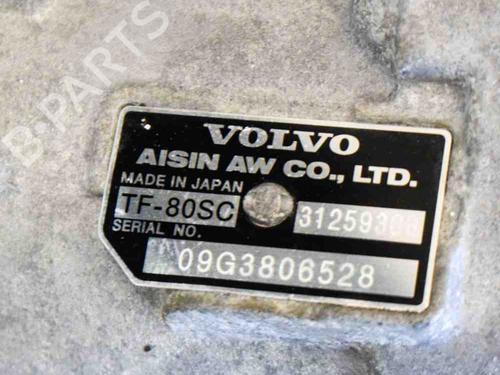 B-PARTS
VOLVO
AISIN AW CO., LTD.
MADE IN JAPAN
TF-80SC
SERIAL NO.
09G3806528